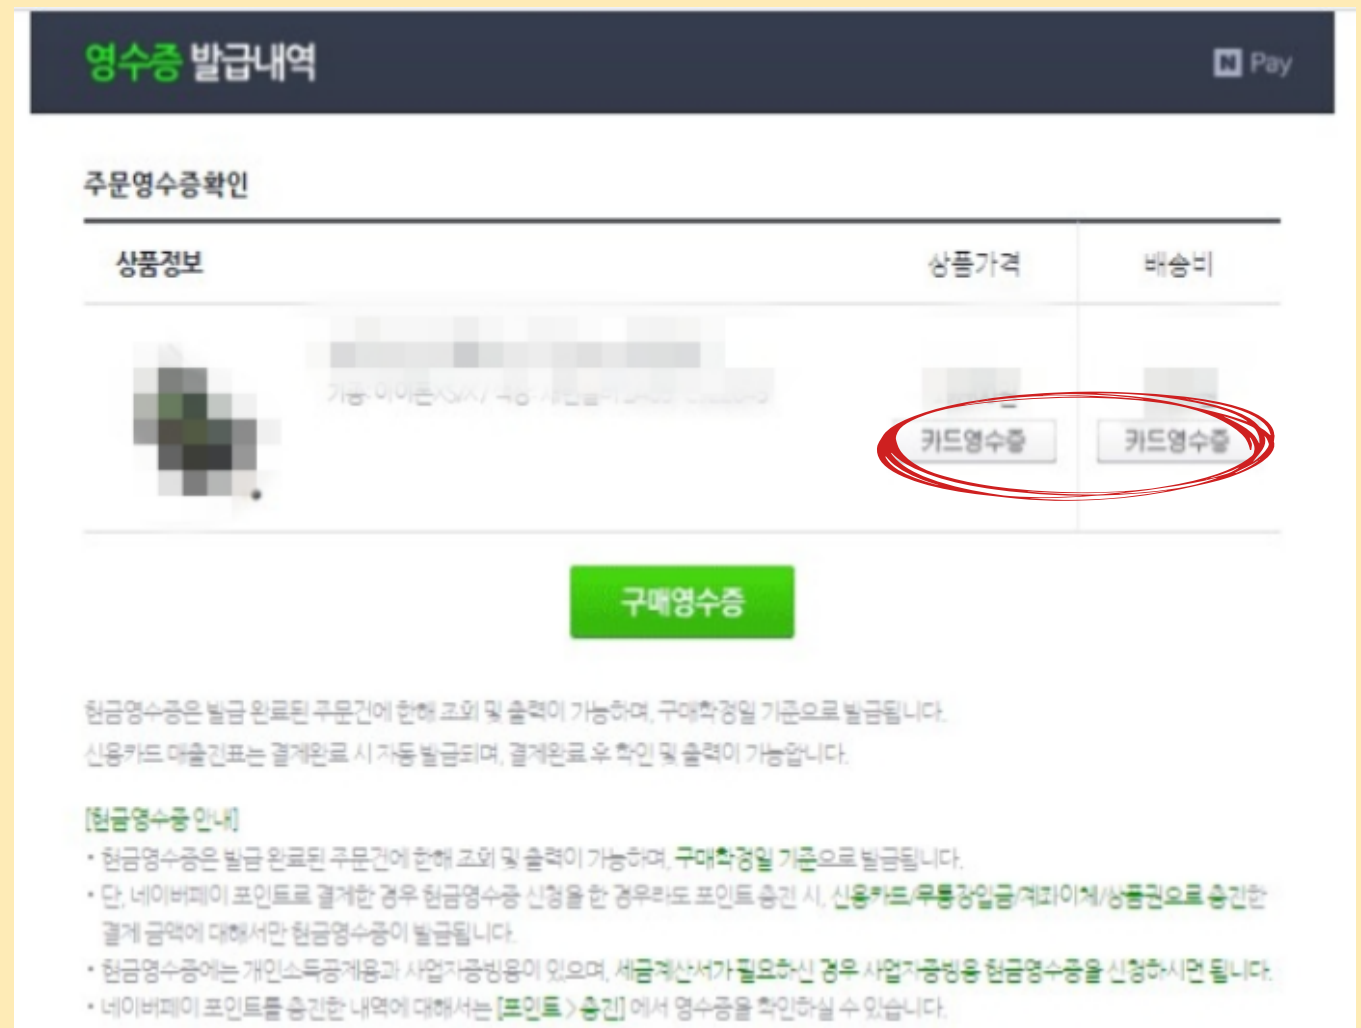 영수증 발급내역
N Pay
주문영수증확인
상품정보
상품가격
배송비
카드영수증
카드영수증
구매영수증
현금영수증은 발급 완료된 주문건에 한해 조회 및 출력이 가능하며, 구매확정일 기준으로 발급됩니다.
신용카드 매출전표는 결제완료 시 자동 발급되며, 결제완료 후 확인 및 출력이 가능합니다.
[현금영수증 안내]
• 현금영수증은 발급 완료된 주문건에 한해 조회 및 출력이 가능하며, 구매확정일 기준으로 발급됩니다.
• 단, 네이버페이 포인트로 결제한 경우 현금영수증 신청을 한 경우라도 포인트 충전 시, 신용카드/무통장입금/계좌이체/상품권으로 충전한
결제 금액에 대해서만 현금영수증이 발급됩니다.
• 현금영수증에는 개인소득공제용과 사업자증빙용이 있으며, 세금계산서가 필요하신 경우 사업자증빙용 현금영수증을 신청하시면 됩니다.
• 네이버페이 포인트를 충전한 내역에 대해서는 [포인트 > 충전] 에서 영수증을 확인하실 수 있습니다.